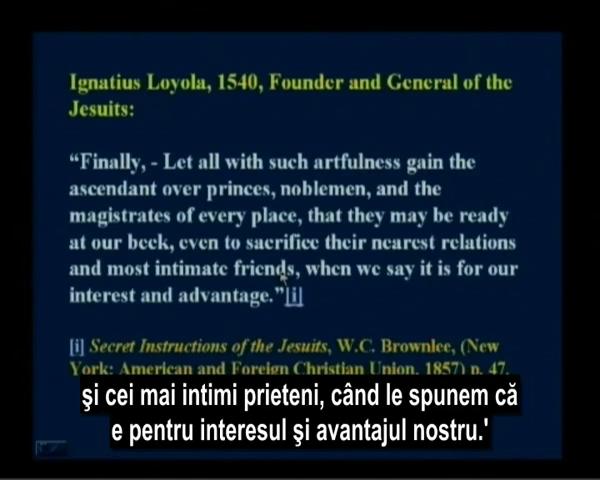 Ignatius Loyola, 1540, Founder and General of the
Jesuits:
“Finally, - Let all with such artfulness gain the
ascendant over princes, noblemen, and the
magistrates of every place, that they may be ready
at our beck, even to sacrifice their nearest relations
and most intimate friends, when we say it is for our
interest and advantage.”[i]
[i] Secret Instructions of the Jesuits, W.C. Brownlee, (New
York: American and Foreign Christian Union, 1857) p. 47.
şi cei mai intimi prieteni, când le spunem că
e pentru interesul şi avantajul nostru.'